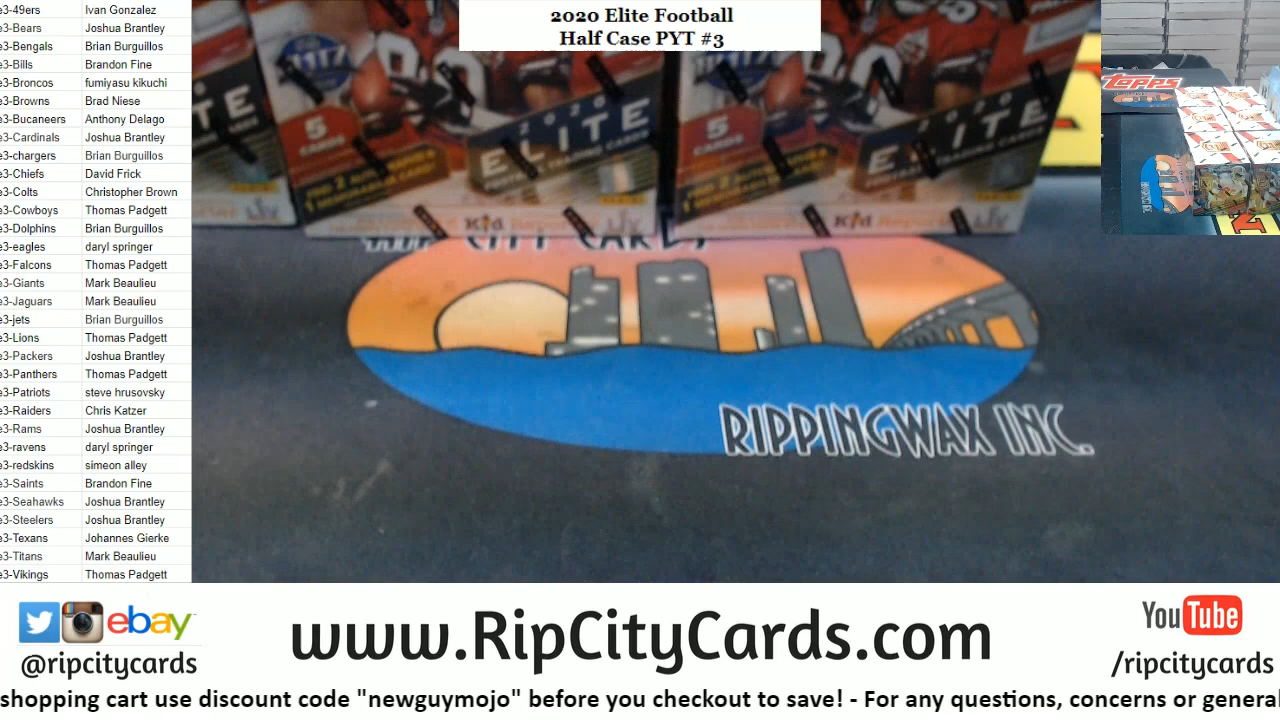 2020 Elite Football
Half Case PYT #3
e3-49ers Ivan Gonzalez
e3-Bears Joshua Brantley
e3-Bengals Brian Burguillos
e3-Bills Brandon Fine
e3-Broncos fumiyasu kikuchi
e3-Browns Brad Niese
e3-Bucaneers Anthony Delago
e3-Cardinals Joshua Brantley
e3-chargers Brian Burguillos
e3-Chiefs David Frick
e3-Colts Christopher Brown
e3-Cowboys Thomas Padgett
e3-Dolphins Brian Burguillos
e3-eagles daryl springer
e3-Falcons Thomas Padgett
e3-Giants Mark Beaulieu
e3-Jaguars Mark Beaulieu
e3-jets Brian Burguillos
e3-Lions Thomas Padgett
e3-Packers Joshua Brantley
e3-Panthers Thomas Padgett
e3-Patriots steve hrusovsky
e3-Raiders Chris Katzer
e3-Rams Joshua Brantley
e3-ravens daryl springer
e3-redskins simeon alley
e3-Saints Brandon Fine
e3-Seahawks Joshua Brantley
e3-Steelers Joshua Brantley
e3-Texans Johannes Gierke
e3-Titans Mark Beaulieu
e3-Vikings Thomas Padgett
5 CARDS
2020
ELITE
5 CARDS
ELITE
topps
CITY CARDS
RIPPINGWAX INC.
ebay
@ripcitycards
www.RipCityCards.com
YouTube
/ripcitycards
shopping cart use discount code "newguymojo" before you checkout to save! - For any questions, concerns or general